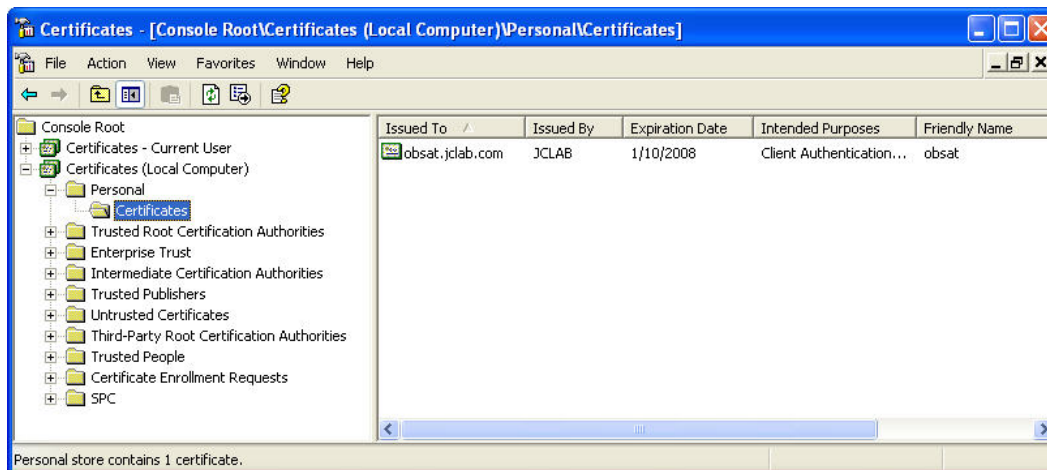 Certificates - [Console Root\Certificates (Local Computer)\Personal\Certificates]
File Action View Favorites Window Help
Console Root
Certificates - Current User
Certificates (Local Computer)
Personal
Certificates
Trusted Root Certification Authorities
Enterprise Trust
Intermediate Certification Authorities
Trusted Publishers
Untrusted Certificates
Third-Party Root Certification Authorities
Trusted People
Certificate Enrollment Requests
SPC
Issued To Issued By Expiration Date Intended Purposes Friendly Name
obsat.jclab.com JCLAB 1/10/2008 Client Authentication... obsat
Personal store contains 1 certificate.